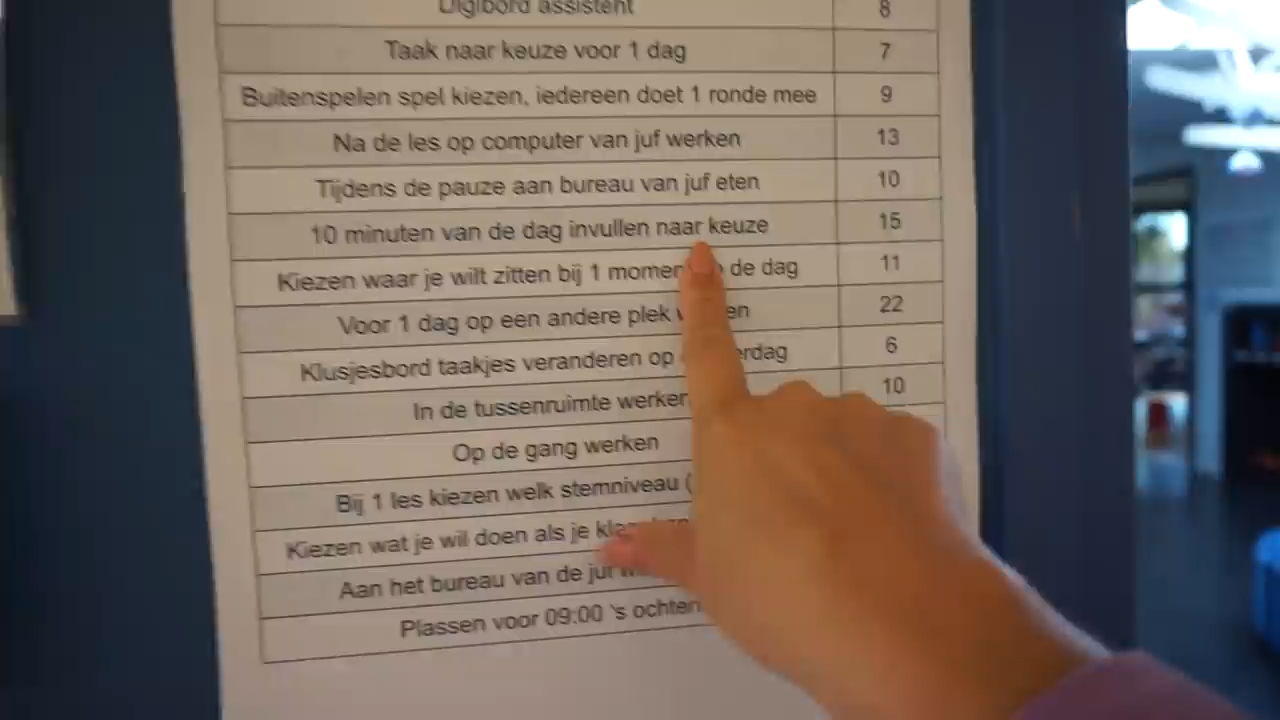 Digibord assistent 8
Taak naar keuze voor 1 dag 7
Buitenspelen spel kiezen, iedereen doet 1 ronde mee 9
Na de les op computer van juf werken 13
Tijdens de pauze aan bureau van juf eten 10
10 minuten van de dag invullen naar keuze 15
Kiezen waar je wilt zitten bij 1 de dag 11
Voor 1 dag op een andere plek 22
Klusjesbord taakjes veranderen op 6
In de tussenruimte werken 10
Op de gang werken
Bij 1 les kiezen welk stemniveau (
Kiezen wat je wil doen als je
Aan het bureau van de juf
Plassen voor 09:00 's